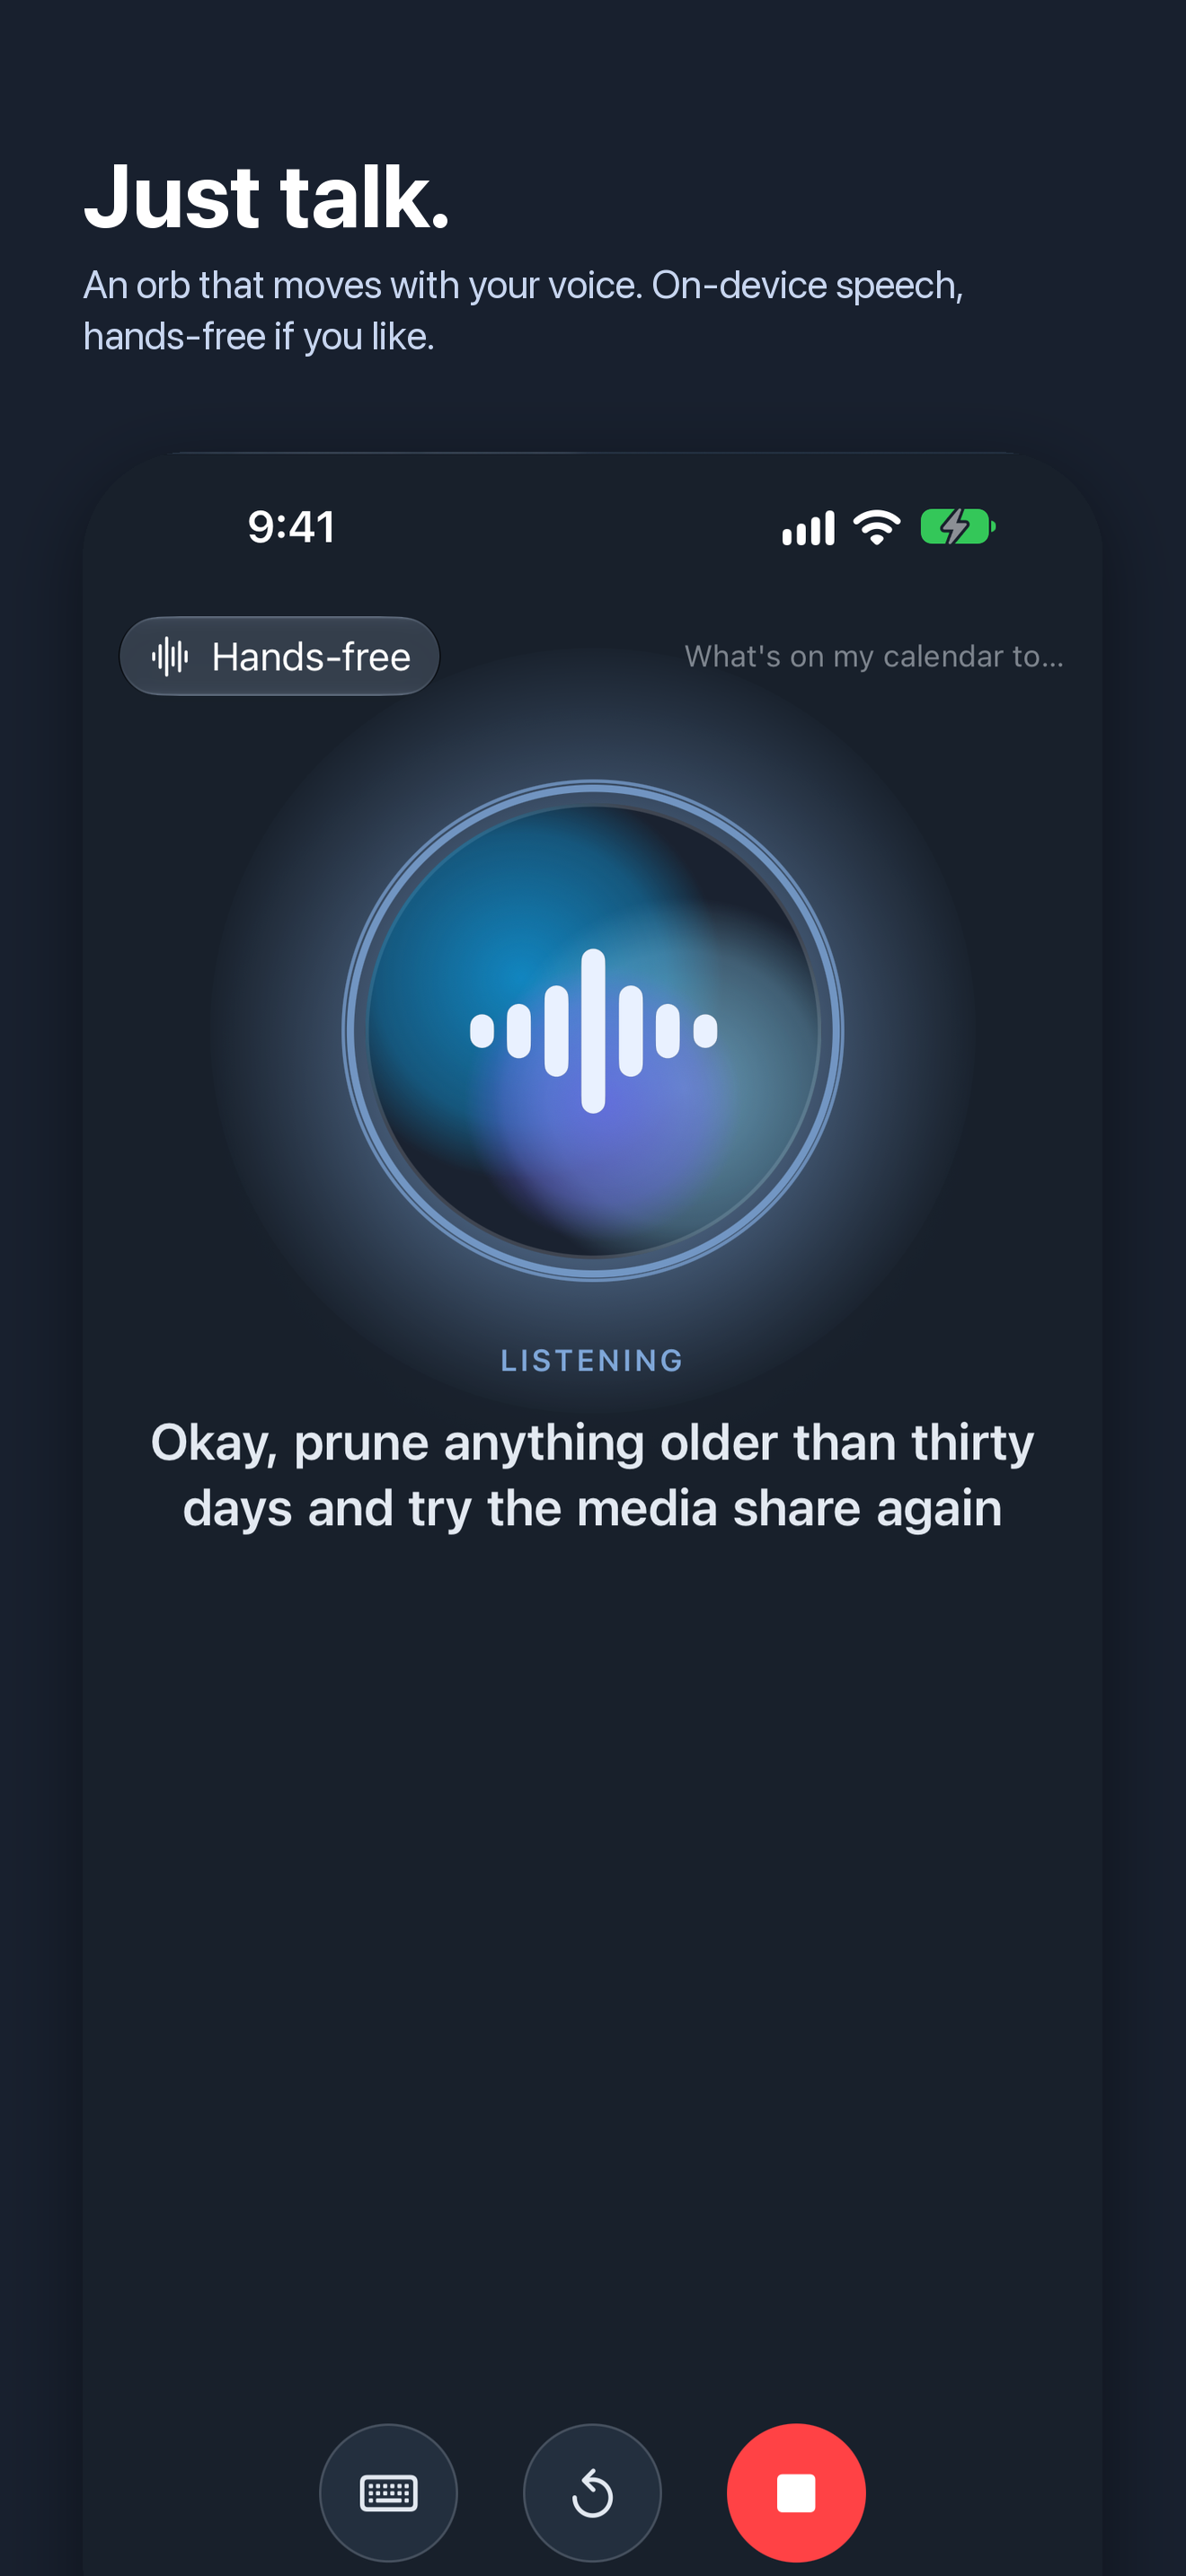 Just talk.
An orb that moves with your voice. On-device speech,
hands-free if you like.
9:41
Hands-free
What's on my calendar to...
LISTENING
Okay, prune anything older than thirty
days and try the media share again